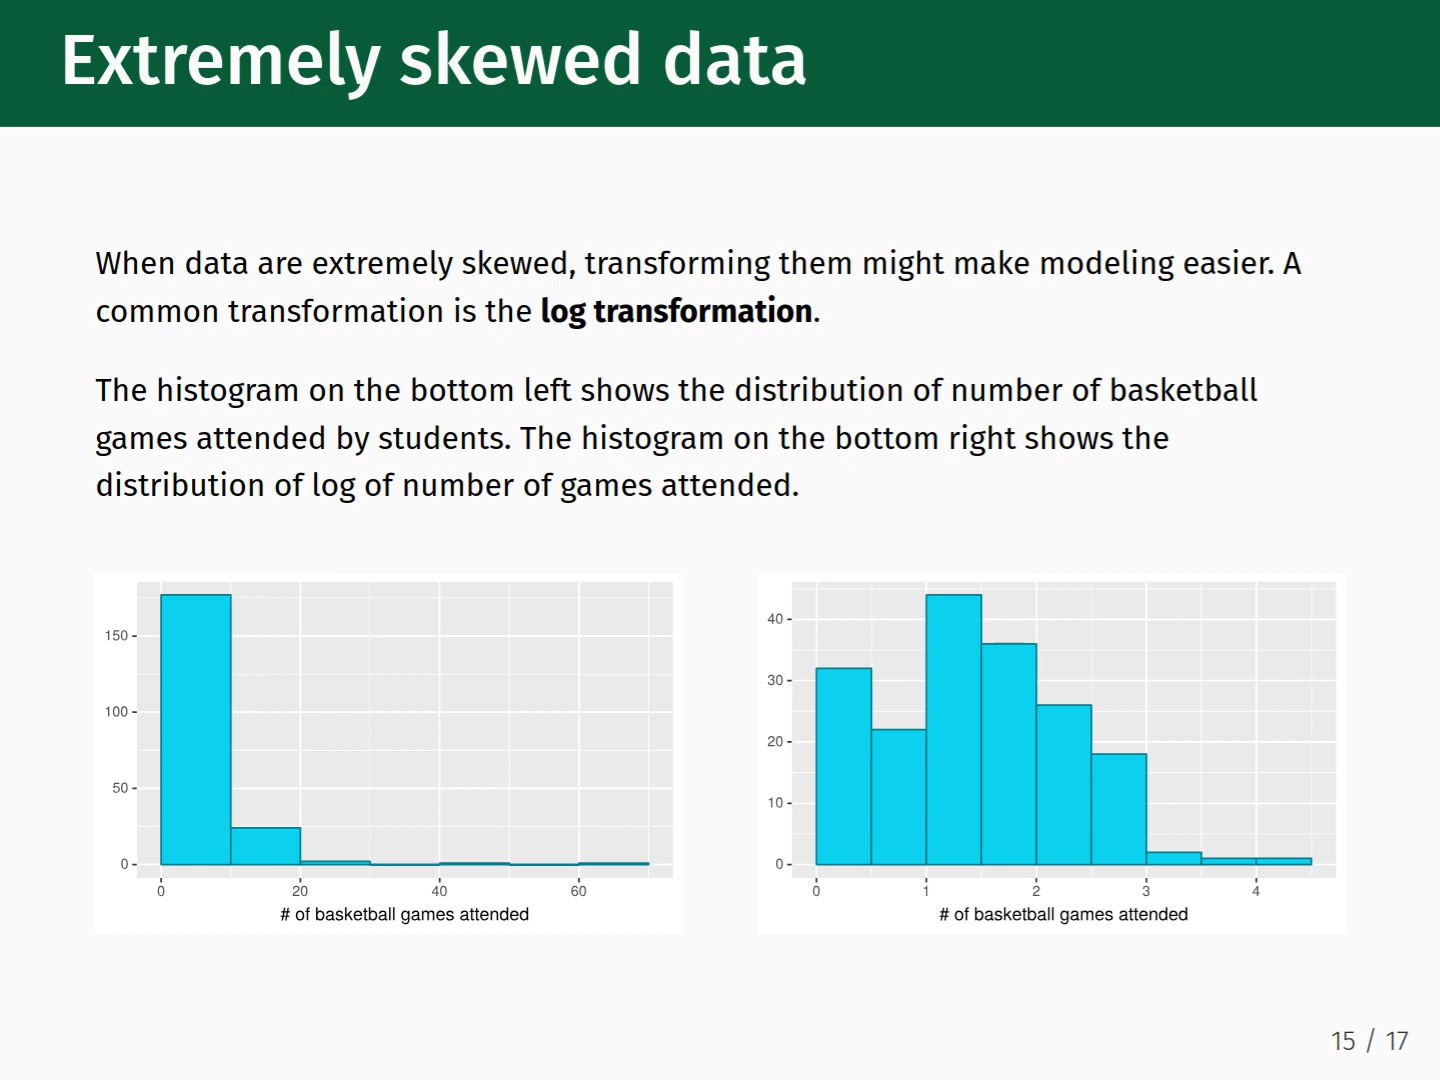 Extremely skewed data
When data are extremely skewed, transforming them might make modeling easier. A
common transformation is the log transformation.
The histogram on the bottom left shows the distribution of number of basketball
games attended by students. The histogram on the bottom right shows the
distribution of log of number of games attended.
150
100
50
0
0 20 40 60
# of basketball games attended
40
30
20
10
0
0 1 2 3 4
# of basketball games attended
15 / 17